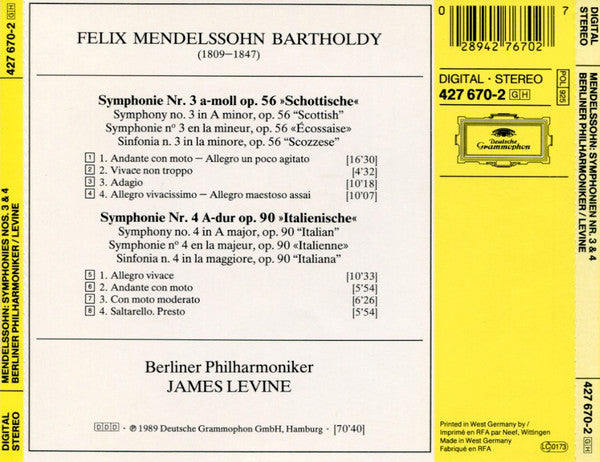 DIGITAL STEREO
427 670-2 GH
MENDELSSOHN: SYMPHONIES NOS. 3 & 4
BERLINER PHILHARMONIKER / LEVINE
FELIX MENDELSSOHN BARTHOLDY
(1809–1847)
Symphonie Nr. 3 a-moll op. 56 »Schottische«
Symphony no. 3 in A minor, op. 56 “Scottish”
Symphonie nº 3 en la mineur, op. 56 «Écossaise»
Sinfonia n. 3 in la minore, op. 56 “Scozzese”
1 1. Andante con moto – Allegro un poco agitato [16'30]
2 2. Vivace non troppo [4'32]
3 3. Adagio [10'18]
4 4. Allegro vivacissimo – Allegro maestoso assai [10'07]
Symphonie Nr. 4 A-dur op. 90 »Italienische«
Symphony no. 4 in A major, op. 90 “Italian”
Symphonie nº 4 en la majeur, op. 90 «Italienne»
Sinfonia n. 4 in la maggiore, op. 90 “Italiana”
5 1. Allegro vivace [10'33]
6 2. Andante con moto [5'54]
7 3. Con moto moderato [6'26]
8 4. Saltarello. Presto [5'54]
Berliner Philharmoniker
JAMES LEVINE
DDD · ℗ 1989 Deutsche Grammophon GmbH, Hamburg · [70'40]
0 7
28942 76702
DIGITAL · STEREO
427 670-2 GH
POL 925
Deutsche
Grammophon
Printed in West Germany by /
Imprimé en RFA par Neef, Wittingen
Made in West Germany
Fabriqué en RFA
LC 0173
DIGITAL STEREO
MENDELSSOHN: SYMPHONIEN NR. 3 & 4
BERLINER PHILHARMONIKER / LEVINE
427 670-2 GH